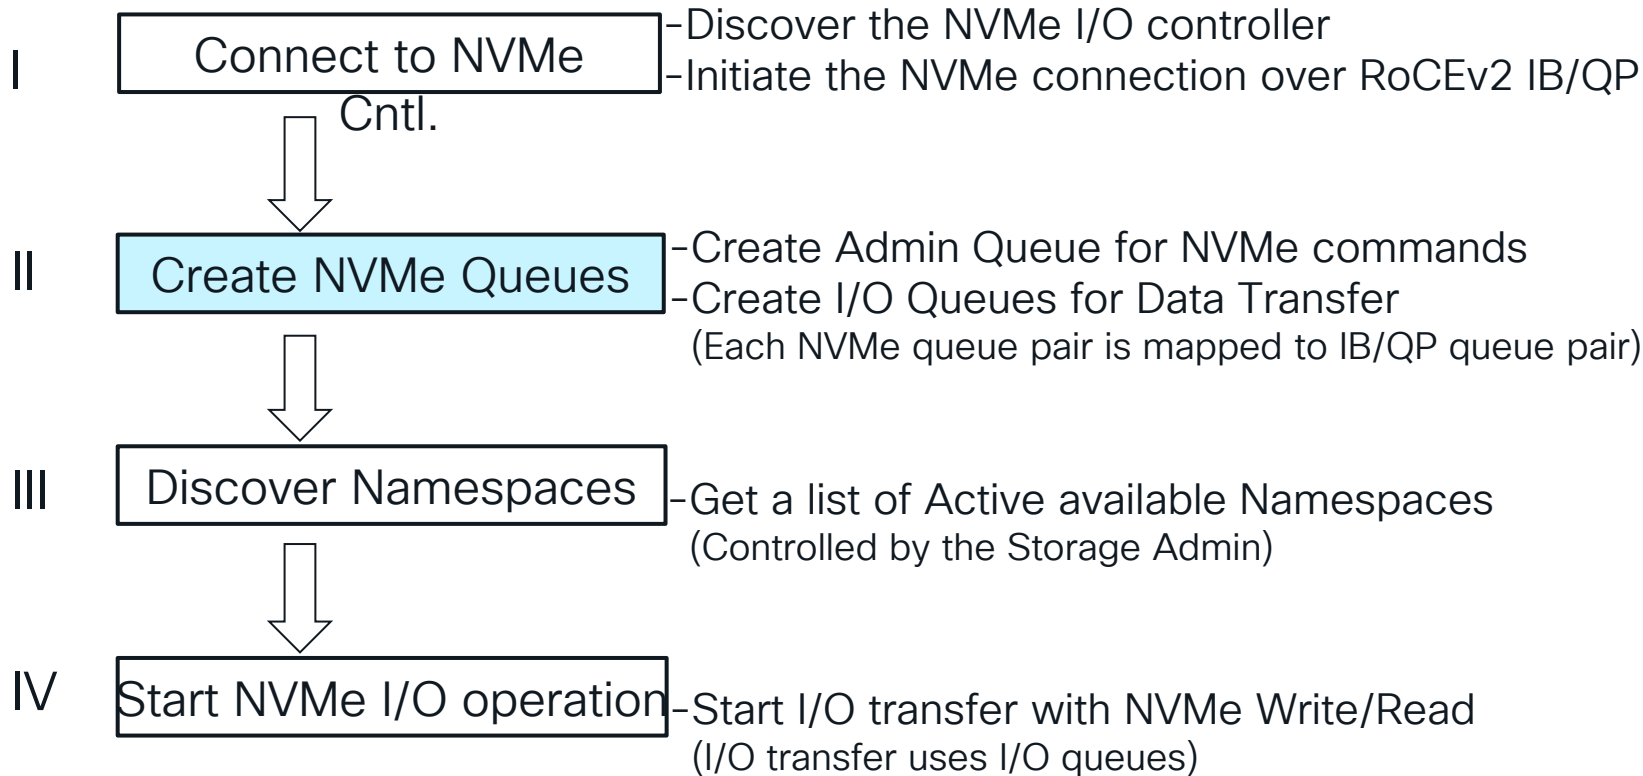 I
Connect to NVMe
Cntl.
-Discover the NVMe I/O controller
-Initiate the NVMe connection over RoCEv2 IB/QP
II
Create NVMe Queues
-Create Admin Queue for NVMe commands
-Create I/O Queues for Data Transfer
(Each NVMe queue pair is mapped to IB/QP queue pair)
III
Discover Namespaces
-Get a list of Active available Namespaces
(Controlled by the Storage Admin)
IV
Start NVMe I/O operation
-Start I/O transfer with NVMe Write/Read
(I/O transfer uses I/O queues)